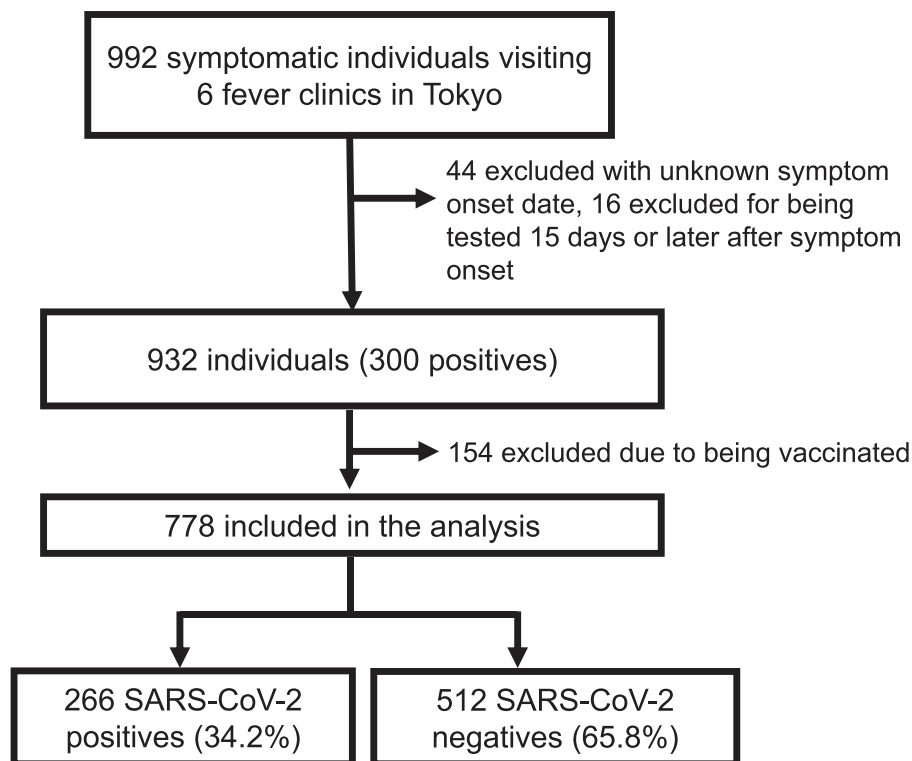 992 symptomatic individuals visiting
6 fever clinics in Tokyo
44 excluded with unknown symptom
onset date, 16 excluded for being
tested 15 days or later after symptom
onset
932 individuals (300 positives)
154 excluded due to being vaccinated
778 included in the analysis
266 SARS-CoV-2
positives (34.2%)
512 SARS-CoV-2
negatives (65.8%)